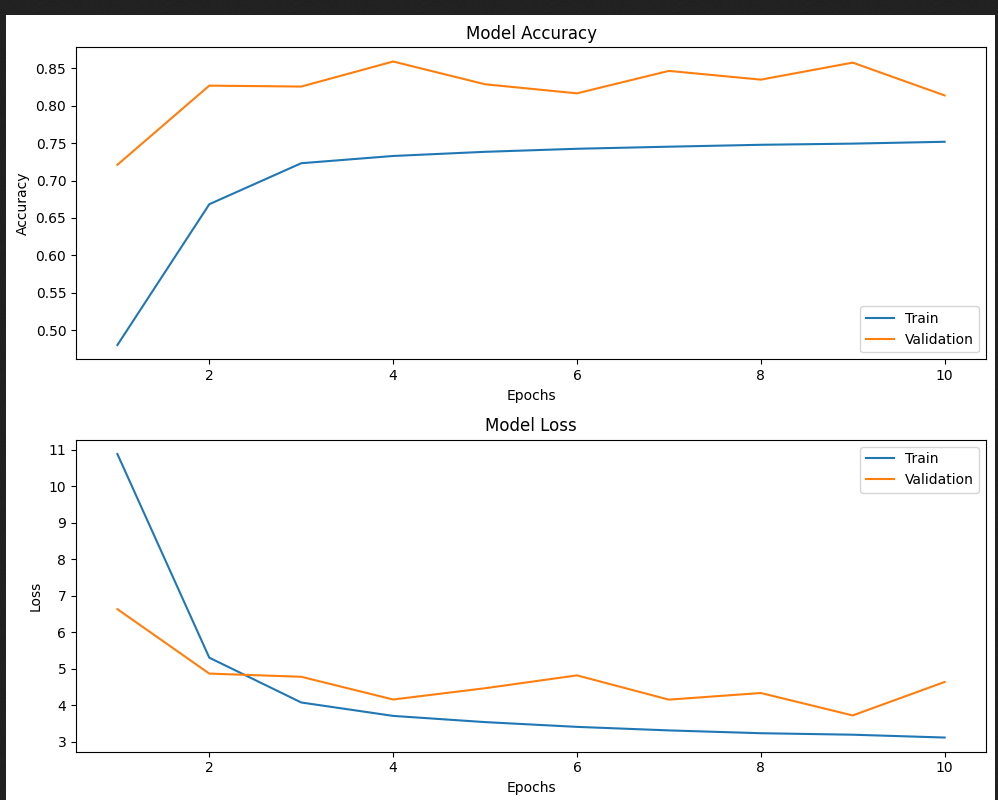 Model Accuracy
0.85
0.80
0.75
0.70
0.65
0.60
0.55
0.50
Accuracy
Train
Validation
2 4 6 8 10
Epochs
Model Loss
11
10
9
8
7
6
5
4
3
Loss
Train
Validation
2 4 6 8 10
Epochs